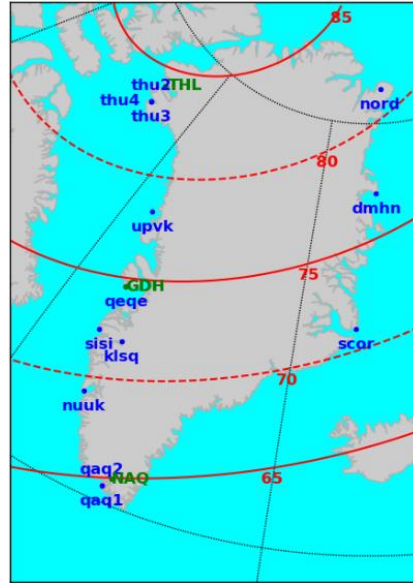 85
thu2 THL
thu4
nord
thu3
80
dmhn
upvk
75
GDH
qeqe
sisi
scor
klsq
70
nuuk
qaq2
65
NAQ
qaq1